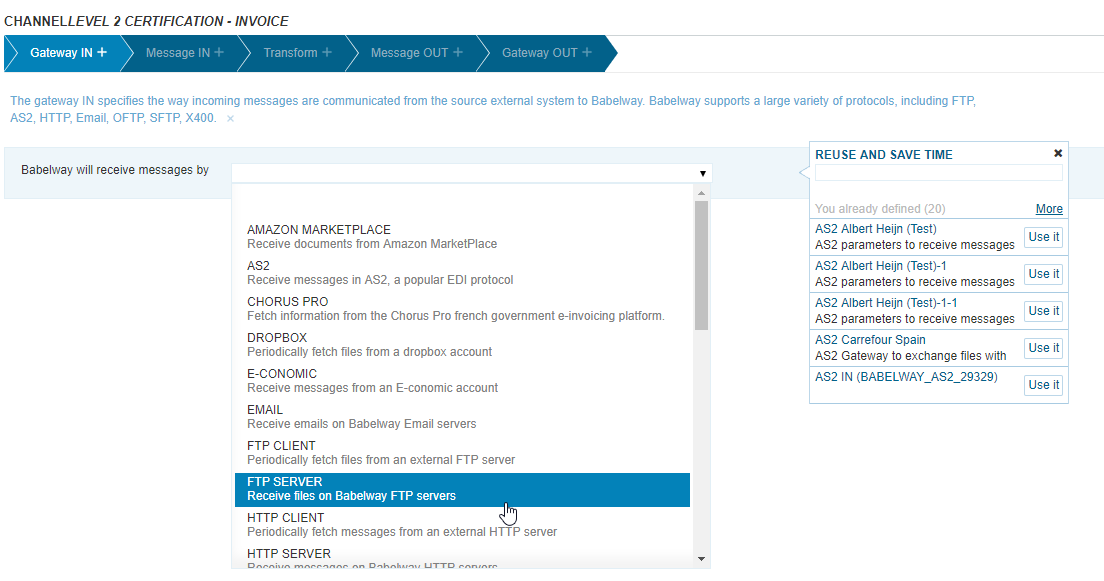 CHANNELLEVEL 2 CERTIFICATION - INVOICE
Gateway IN +
Message IN +
Transform +
Message OUT +
Gateway OUT +
The gateway IN specifies the way incoming messages are communicated from the source external system to Babelway. Babelway supports a large variety of protocols, including FTP,
AS2, HTTP, Email, OFTP, SFTP, X400. ×
Babelway will receive messages by
AMAZON MARKETPLACE
Receive documents from Amazon MarketPlace
AS2
Receive messages in AS2, a popular EDI protocol
CHORUS PRO
Fetch information from the Chorus Pro french government e-invoicing platform.
DROPBOX
Periodically fetch files from a dropbox account
E-CONOMIC
Receive messages from an E-conomic account
EMAIL
Receive emails on Babelway Email servers
FTP CLIENT
Periodically fetch files from an external FTP server
FTP SERVER
Receive files on Babelway FTP servers
HTTP CLIENT
Periodically fetch messages from an external HTTP server
HTTP SERVER
Receive messages on Babelway HTTP servers
REUSE AND SAVE TIME ×
You already defined (20) More
AS2 Albert Heijn (Test)
AS2 parameters to receive messages
Use it
AS2 Albert Heijn (Test)-1
AS2 parameters to receive messages
Use it
AS2 Albert Heijn (Test)-1-1
AS2 parameters to receive messages
Use it
AS2 Carrefour Spain
AS2 Gateway to exchange files with
Use it
AS2 IN (BABELWAY_AS2_29329)
Use it